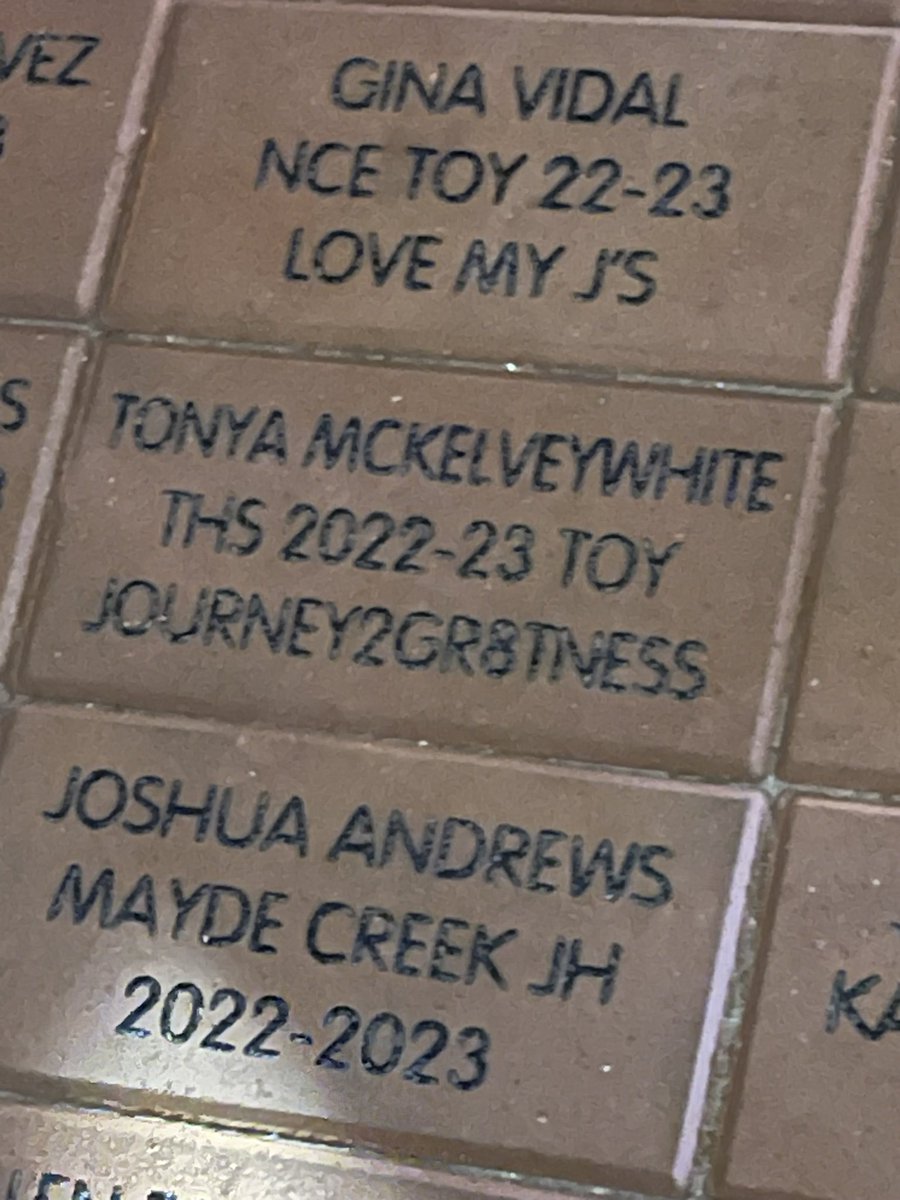 GINA VIDAL
NCE TOY 22-23
LOVE MY J'S
TONYA MCKELVEYWHITE
THS 2022-23 TOY
JOURNEY2GR8TNESS
JOSHUA ANDREWS
MAYDE CREEK JH
2022-2023